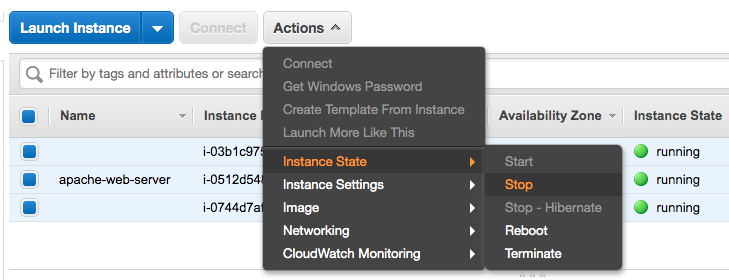 Launch Instance Connect Actions
Connect
Filter by tags and attributes or search
Get Windows Password
Create Template From Instance
Launch More Like This
Name Instance Availability Zone Instance State
i-03b1c975 Instance State Start running
apache-web-server i-0512d548 Instance Settings Stop running
i-0744d7af Image Stop - Hibernate running
Networking Reboot
CloudWatch Monitoring Terminate